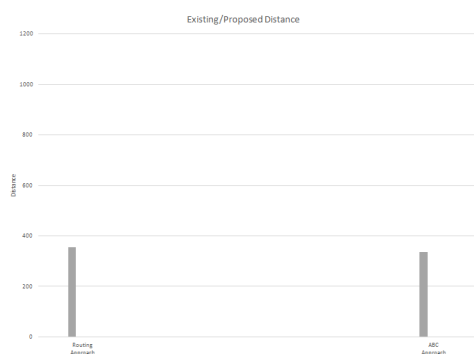 Existing/Proposed Distance
1200
1000
800
600
400
200
0
Distance
Routing
Approach
ABC
Approach